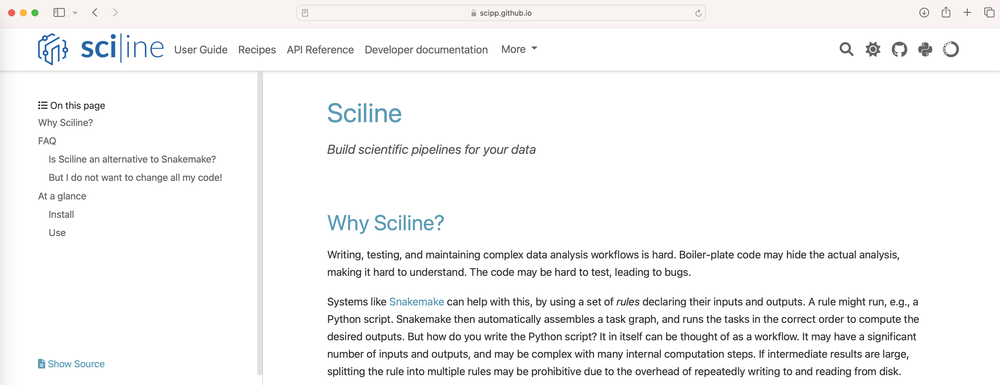 scipp.github.io
sciline User Guide Recipes API Reference Developer documentation More
On this page
Why Sciline?
FAQ
Is Sciline an alternative to Snakemake?
But I do not want to change all my code!
At a glance
Install
Use
Show Source
Sciline
Build scientific pipelines for your data
Why Sciline?
Writing, testing, and maintaining complex data analysis workflows is hard. Boiler-plate code may hide the actual analysis,
making it hard to understand. The code may be hard to test, leading to bugs.
Systems like Snakemake can help with this, by using a set of rules declaring their inputs and outputs. A rule might run, e.g., a
Python script. Snakemake then automatically assembles a task graph, and runs the tasks in the correct order to compute the
desired outputs. But how do you write the Python script? It in itself can be thought of as a workflow. It may have a significant
number of inputs and outputs, and may be complex with many internal computation steps. If intermediate results are large,
splitting the rule into multiple rules may be prohibitive due to the overhead of repeatedly writing to and reading from disk.